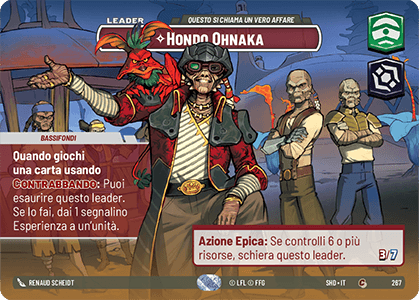 LEADER
QUESTO SI CHIAMA UN VERO AFFARE
HONDO OHNAKA
BASSIFONDI
Quando giochi
una carta usando
CONTRABBANDO: Puoi
esaurire questo leader.
Se lo fai, dai 1 segnalino
Esperienza a un'unità.
Azione Epica: Se controlli 6 o più
risorse, schiera questo leader.
3/7
RENAUD SCHEIDT
© LFL © FFG
SHD • IT
C
267